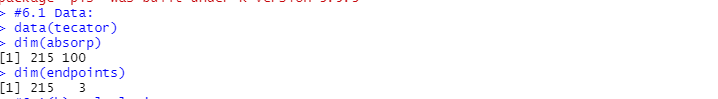 > #6.1 Data:
> data(tecator)
> dim(absorp)
[1] 215 100
> dim(endpoints)
[1] 215   3